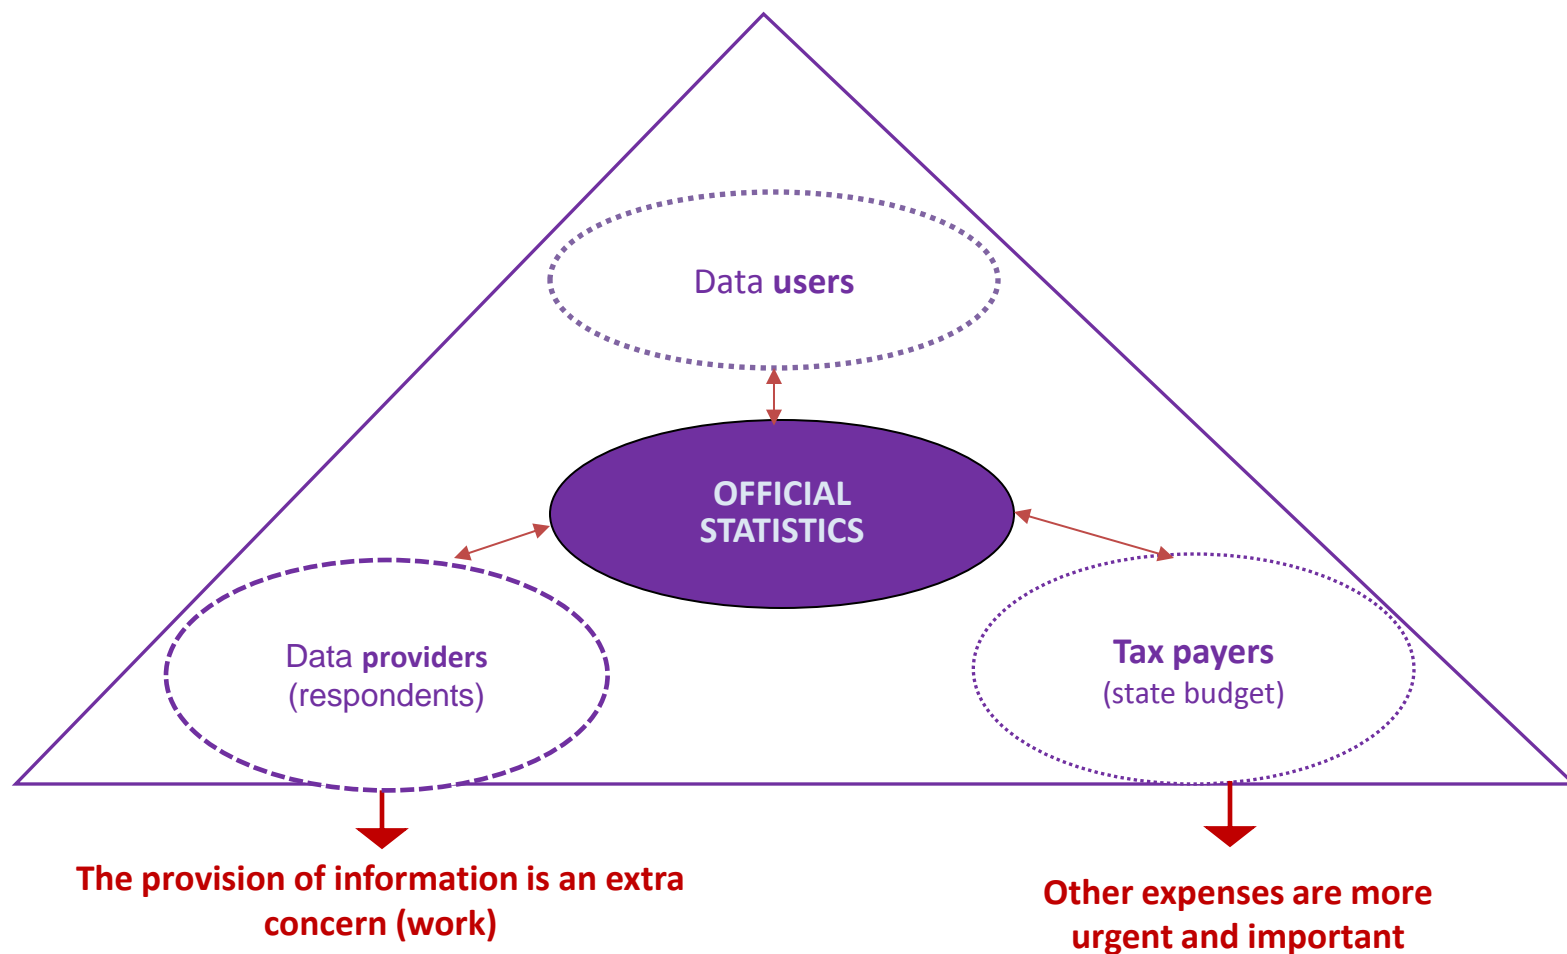 Data users
OFFICIAL
STATISTICS
Data providers
(respondents)
Tax payers
(state budget)
The provision of information is an extra
concern (work)
Other expenses are more
urgent and important